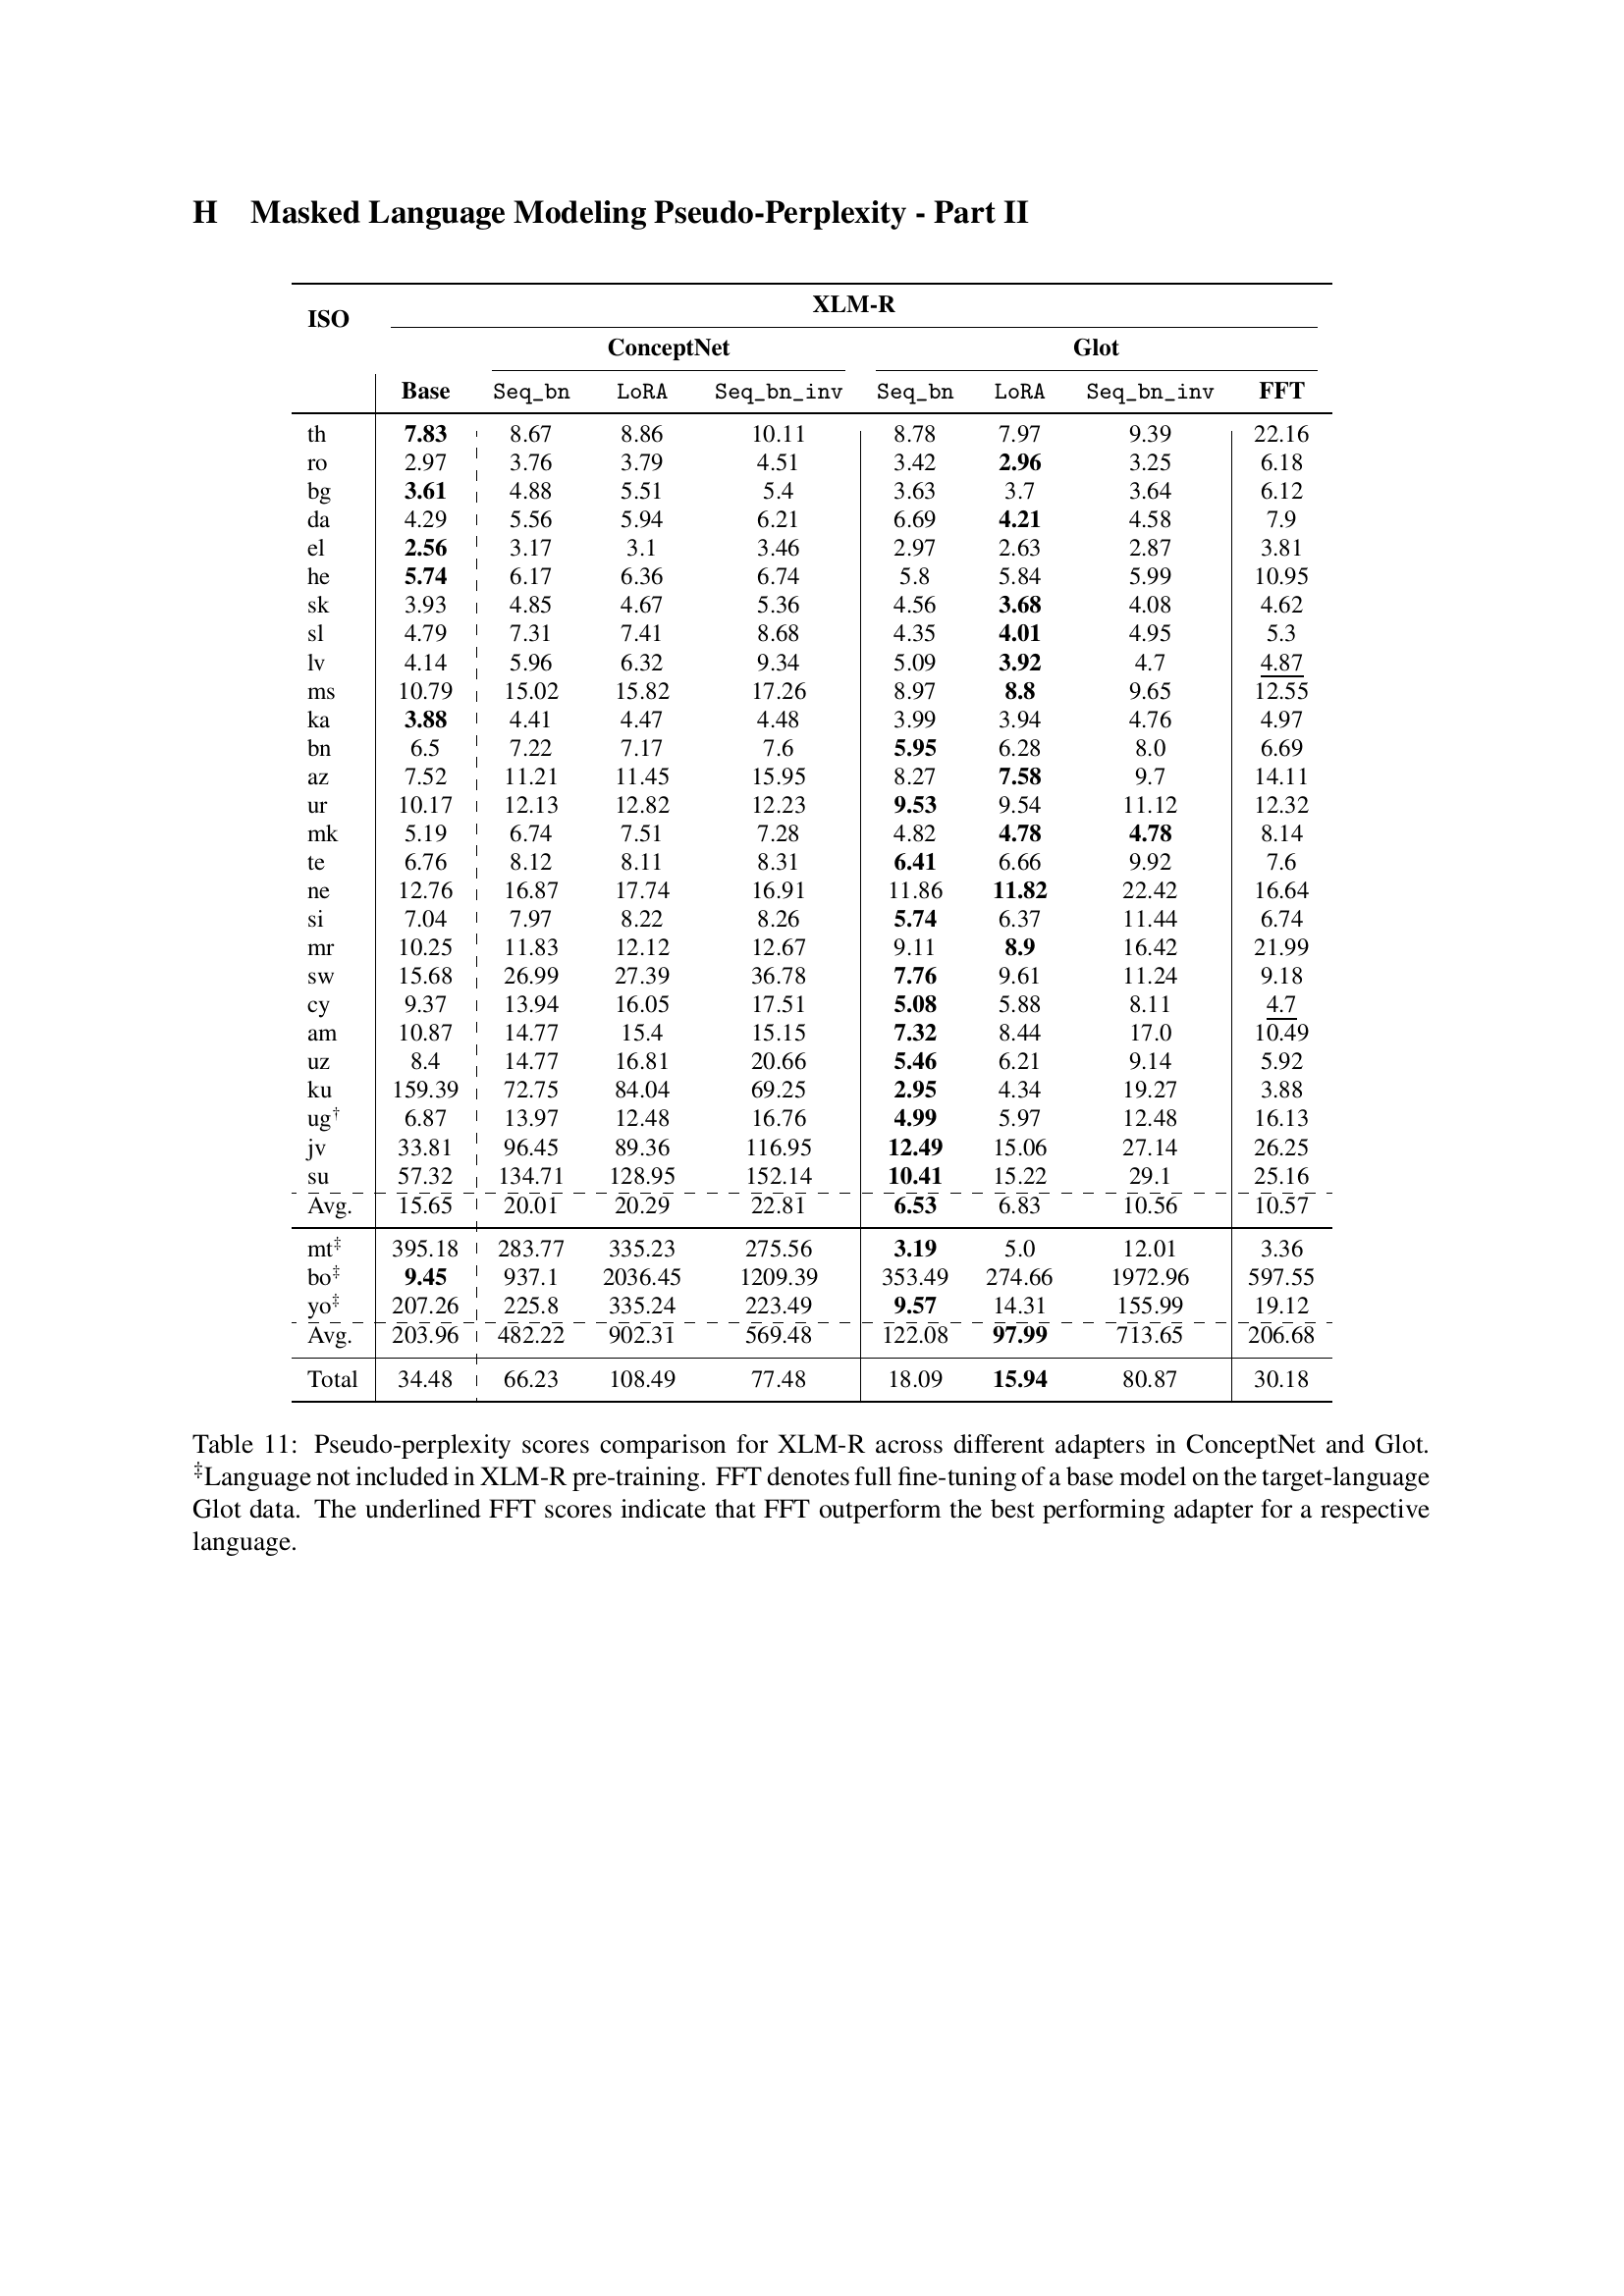 H Masked Language Modeling Pseudo-Perplexity - Part II
ISO XLM-R
ConceptNet Glot
Base Seq_bn LoRA Seq_bn_inv Seq_bn LoRA Seq_bn_inv FFT
th 7.83 8.67 8.86 10.11 8.78 7.97 9.39 22.16
ro 2.97 3.76 3.79 4.51 3.42 2.96 3.25 6.18
bg 3.61 4.88 5.51 5.4 3.63 3.7 3.64 6.12
da 4.29 5.56 5.94 6.21 6.69 4.21 4.58 7.9
el 2.56 3.17 3.1 3.46 2.97 2.63 2.87 3.81
he 5.74 6.17 6.36 6.74 5.8 5.84 5.99 10.95
sk 3.93 4.85 4.67 5.36 4.56 3.68 4.08 4.62
sl 4.79 7.31 7.41 8.68 4.35 4.01 4.95 5.3
lv 4.14 5.96 6.32 9.34 5.09 3.92 4.7 4.87
ms 10.79 15.02 15.82 17.26 8.97 8.8 9.65 12.55
ka 3.88 4.41 4.47 4.48 3.99 3.94 4.76 4.97
bn 6.5 7.22 7.17 7.6 5.95 6.28 8.0 6.69
az 7.52 11.21 11.45 15.95 8.27 7.58 9.7 14.11
ur 10.17 12.13 12.82 12.23 9.53 9.54 11.12 12.32
mk 5.19 6.74 7.51 7.28 4.82 4.78 4.78 8.14
te 6.76 8.12 8.11 8.31 6.41 6.66 9.92 7.6
ne 12.76 16.87 17.74 16.91 11.86 11.82 22.42 16.64
si 7.04 7.97 8.22 8.26 5.74 6.37 11.44 6.74
mr 10.25 11.83 12.12 12.67 9.11 8.9 16.42 21.99
sw 15.68 26.99 27.39 36.78 7.76 9.61 11.24 9.18
cy 9.37 13.94 16.05 17.51 5.08 5.88 8.11 4.7
am 10.87 14.77 15.4 15.15 7.32 8.44 17.0 10.49
uz 8.4 14.77 16.81 20.66 5.46 6.21 9.14 5.92
ku 159.39 72.75 84.04 69.25 2.95 4.34 19.27 3.88
ug† 6.87 13.97 12.48 16.76 4.99 5.97 12.48 16.13
jv 33.81 96.45 89.36 116.95 12.49 15.06 27.14 26.25
su 57.32 134.71 128.95 152.14 10.41 15.22 29.1 25.16
Avg. 15.65 20.01 20.29 22.81 6.53 6.83 10.56 10.57
mt‡ 395.18 283.77 335.23 275.56 3.19 5.0 12.01 3.36
bo‡ 9.45 937.1 2036.45 1209.39 353.49 274.66 1972.96 597.55
yo‡ 207.26 225.8 335.24 223.49 9.57 14.31 155.99 19.12
Avg. 203.96 482.22 902.31 569.48 122.08 97.99 713.65 206.68
Total 34.48 66.23 108.49 77.48 18.09 15.94 80.87 30.18
Table 11: Pseudo-perplexity scores comparison for XLM-R across different adapters in ConceptNet and Glot.
‡Language not included in XLM-R pre-training. FFT denotes full fine-tuning of a base model on the target-language
Glot data. The underlined FFT scores indicate that FFT outperform the best performing adapter for a respective
language.